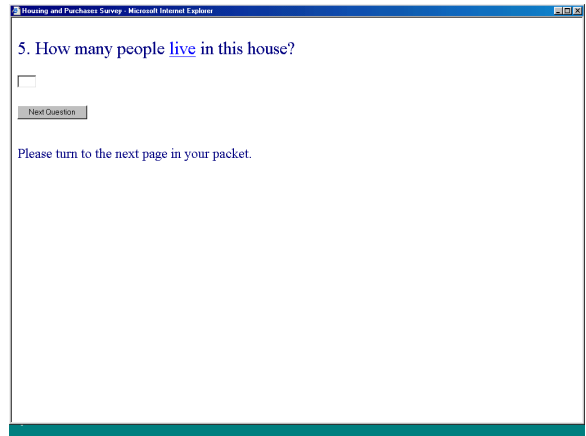 Housing and Purchases Survey - Microsoft Internet Explorer
5. How many people live in this house?
Next Question
Please turn to the next page in your packet.